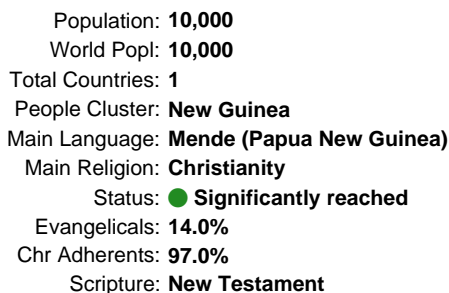 Population: 10,000
World Popl: 10,000
Total Countries: 1
People Cluster: New Guinea
Main Language: Mende (Papua New Guinea)
Main Religion: Christianity
Status: Significantly reached
Evangelicals: 14.0%
Chr Adherents: 97.0%
Scripture: New Testament